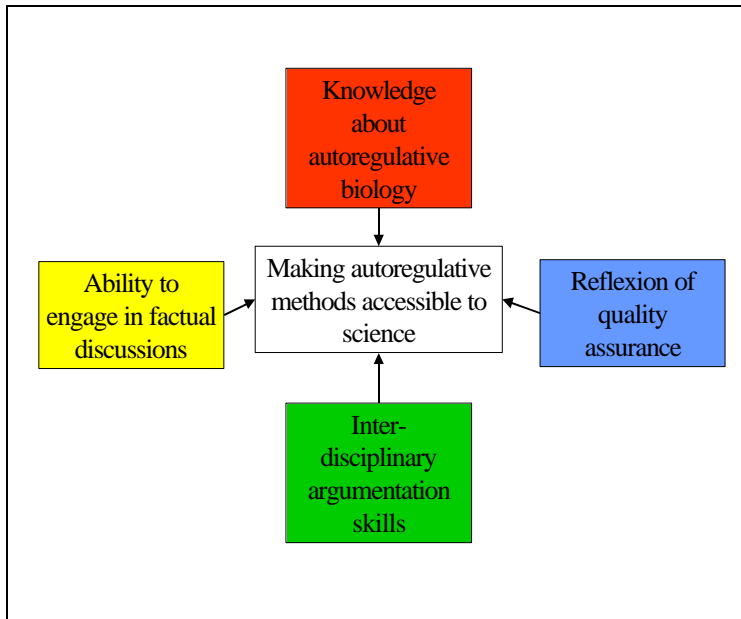 Knowledge
about
autoregulative
biology
Ability to
engage in factual
discussions
Making autoregulative
methods accessible to
science
Reflexion of
quality
assurance
Inter-
disciplinary
argumentation
skills